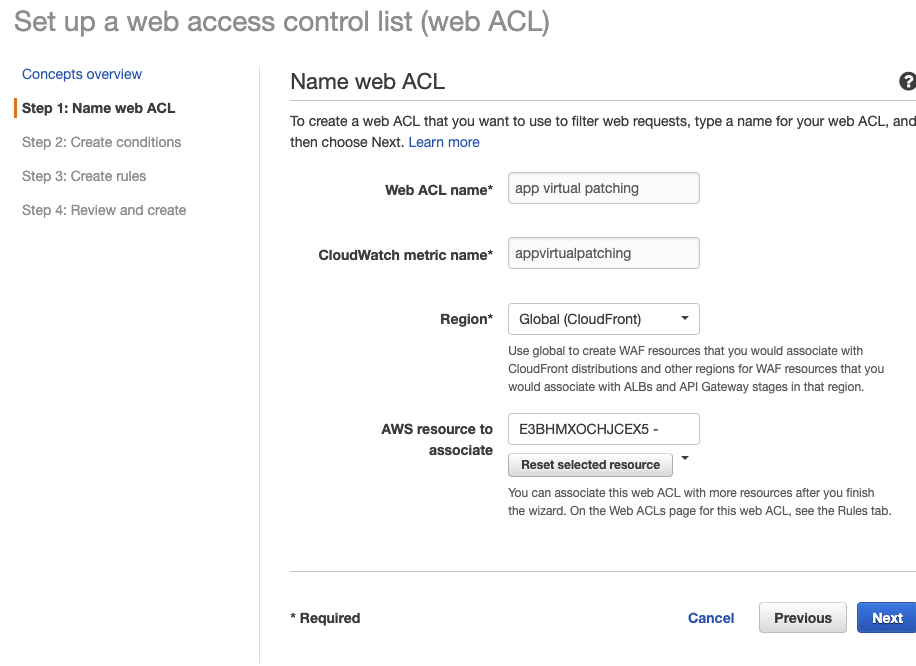 Set up a web access control list (web ACL)
Concepts overview
Step 1: Name web ACL
Step 2: Create conditions
Step 3: Create rules
Step 4: Review and create
Name web ACL
?
To create a web ACL that you want to use to filter web requests, type a name for your web ACL, and
then choose Next. Learn more
Web ACL name* app virtual patching
CloudWatch metric name* appvirtualpatching
Region* Global (CloudFront)
Use global to create WAF resources that you would associate with
CloudFront distributions and other regions for WAF resources that you
would associate with ALBs and API Gateway stages in that region.
AWS resource to E3BHMXOCHJCEX5 -
associate
Reset selected resource
You can associate this web ACL with more resources after you finish
the wizard. On the Web ACLs page for this web ACL, see the Rules tab.
* Required Cancel Previous Next